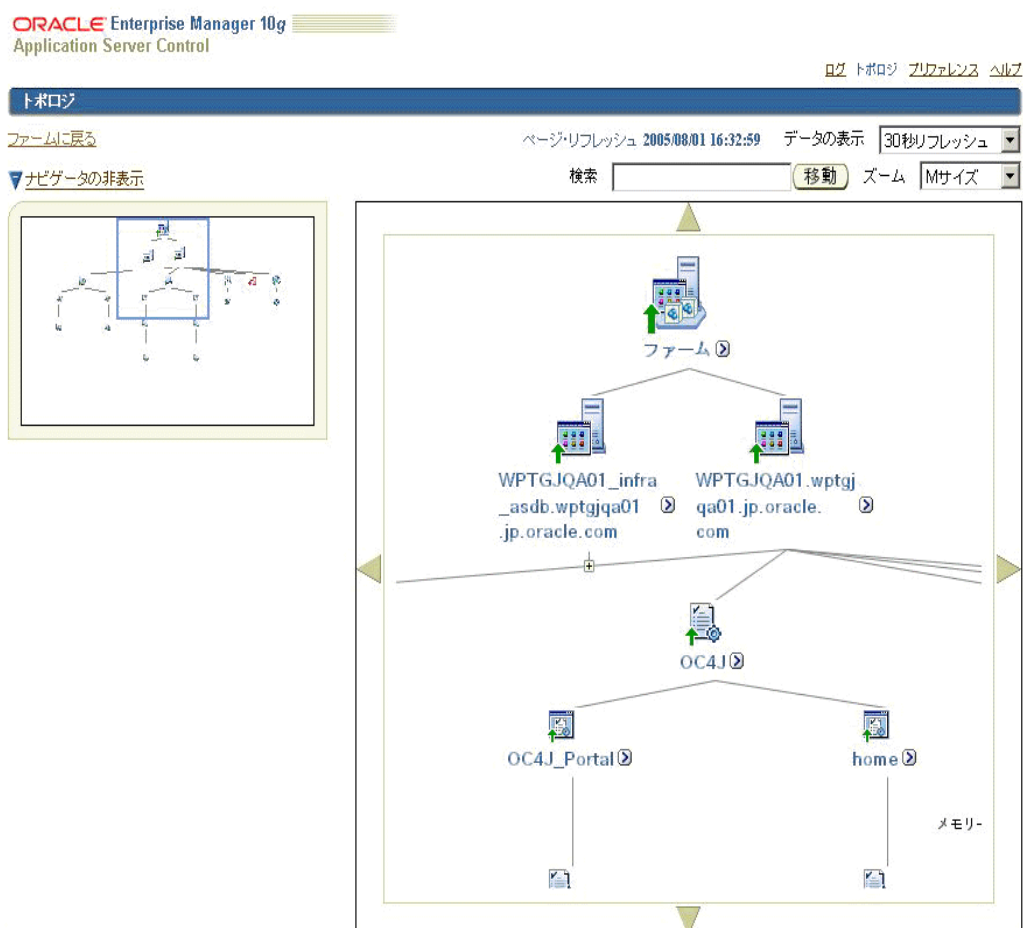 ORACLE Enterprise Manager 10g
Application Server Control
ログ トポロジ プリファレンス ヘルプ
トポロジ
ファームに戻る
ページ・リフレッシュ 2005/08/01 16:32:59 データの表示 30秒リフレッシュ
検索 移動 ズーム Mサイズ
ナビゲータの非表示
ファーム
WPTGJQA01_infra
_asdb.wptgjqa01
.jp.oracle.com
WPTGJQA01.wptgj
qa01.jp.oracle.
com
OC4J
OC4J_Portal
home
メモリ-